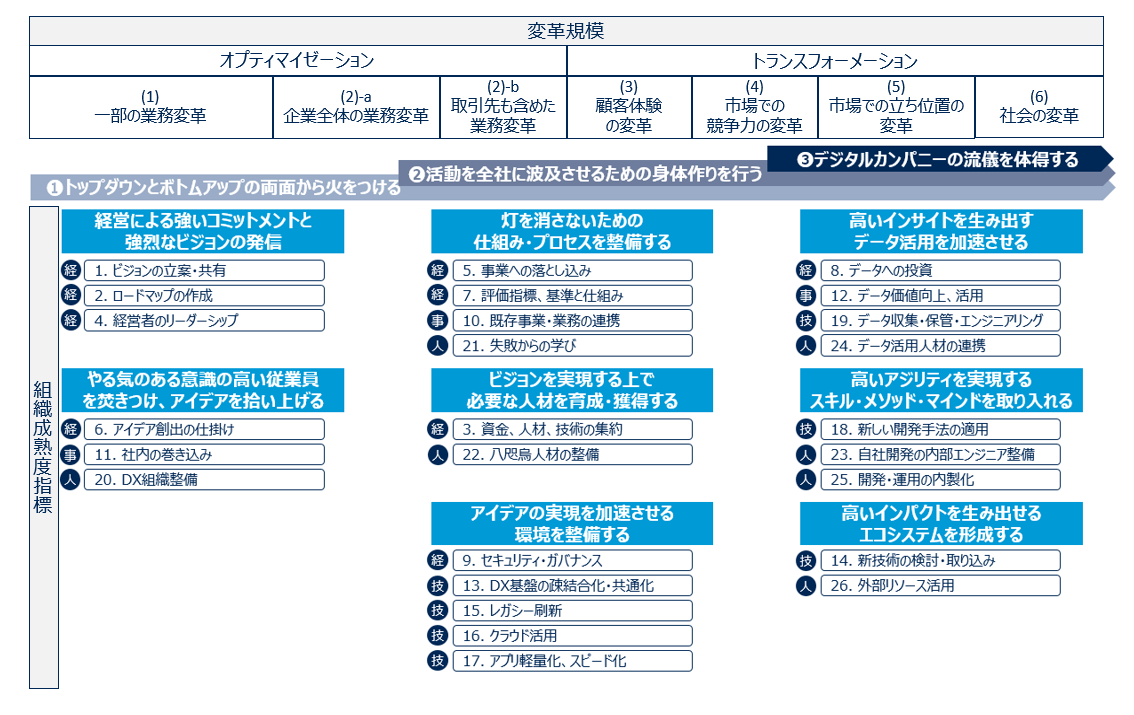 変革規模
オプティマイゼーション
トランスフォーメーション
(1)
一部の業務変革
(2)-a
企業全体の業務変革
(2)-b
取引先も含めた
業務変革
(3)
顧客体験
の変革
(4)
市場での
競争力の変革
(5)
市場での立ち位置の
変革
(6)
社会の変革
❶トップダウンとボトムアップの両面から火をつける
❷活動を全社に波及させるための身体作りを行う
❸デジタルカンパニーの流儀を体得する
組織成熟度指標
経営による強いコミットメントと
強烈なビジョンの発信
経 1. ビジョンの立案・共有
経 2. ロードマップの作成
経 4. 経営者のリーダーシップ
やる気のある意識の高い従業員
を焚きつけ、アイデアを拾い上げる
経 6. アイデア創出の仕掛け
事 11. 社内の巻き込み
人 20. DX組織整備
灯を消さないための
仕組み・プロセスを整備する
経 5. 事業への落とし込み
経 7. 評価指標、基準と仕組み
事 10. 既存事業・業務の連携
人 21. 失敗からの学び
ビジョンを実現する上で
必要な人材を育成・獲得する
経 3. 資金、人材、技術の集約
人 22. 八咫烏人材の整備
アイデアの実現を加速させる
環境を整備する
経 9. セキュリティ・ガバナンス
技 13. DX基盤の疎結合化・共通化
技 15. レガシー刷新
技 16. クラウド活用
技 17. アプリ軽量化、スピード化
高いインサイトを生み出す
データ活用を加速させる
経 8. データへの投資
事 12. データ価値向上、活用
技 19. データ収集・保管・エンジニアリング
人 24. データ活用人材の連携
高いアジリティを実現する
スキル・メソッド・マインドを取り入れる
技 18. 新しい開発手法の適用
人 23. 自社開発の内部エンジニア整備
人 25. 開発・運用の内製化
高いインパクトを生み出せる
エコシステムを形成する
技 14. 新技術の検討・取り込み
人 26. 外部リソース活用